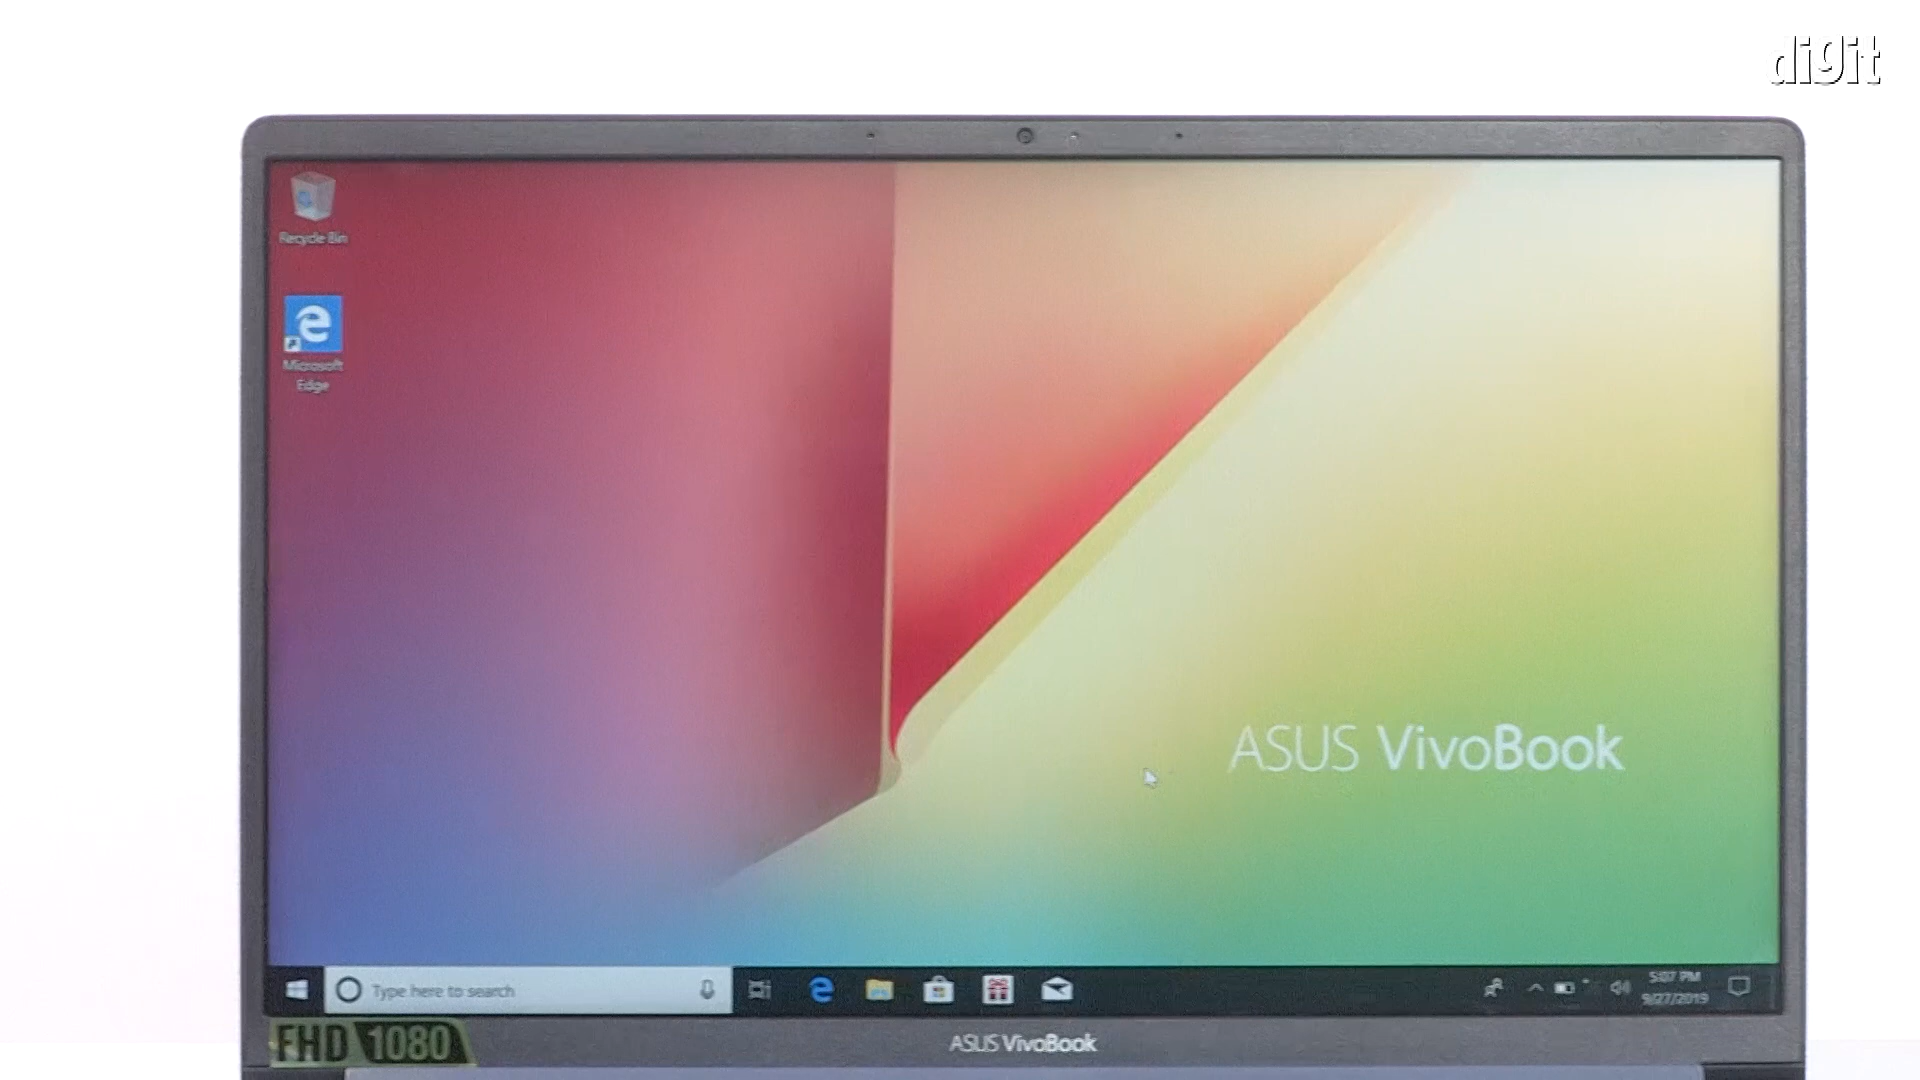 digit
Recycle Bin
Microsoft
Edge
ASUS VivoBook
Type here to search
5:07 PM
9/27/2019
FHD 1080
ASUS VivoBook